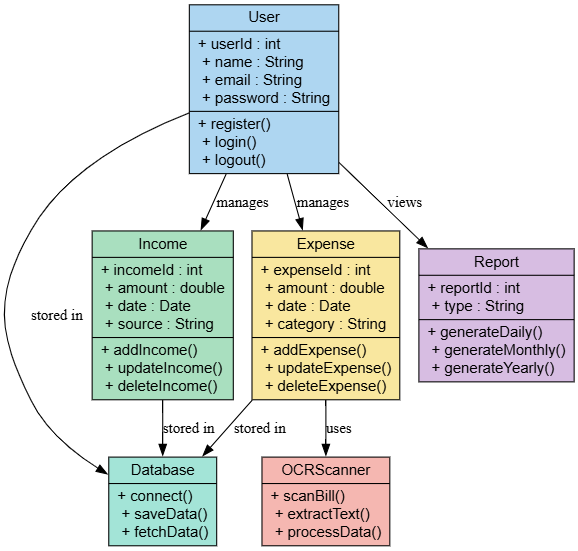 User
+ userId : int
+ name : String
+ email : String
+ password : String
+ register()
+ login()
+ logout()
manages
manages
views
Income
+ incomeId : int
+ amount : double
+ date : Date
+ source : String
+ addIncome()
+ updateIncome()
+ deleteIncome()
Expense
+ expenseId : int
+ amount : double
+ date : Date
+ category : String
+ addExpense()
+ updateExpense()
+ deleteExpense()
Report
+ reportId : int
+ type : String
+ generateDaily()
+ generateMonthly()
+ generateYearly()
stored in
stored in
stored in
uses
Database
+ connect()
+ saveData()
+ fetchData()
OCRScanner
+ scanBill()
+ extractText()
+ processData()